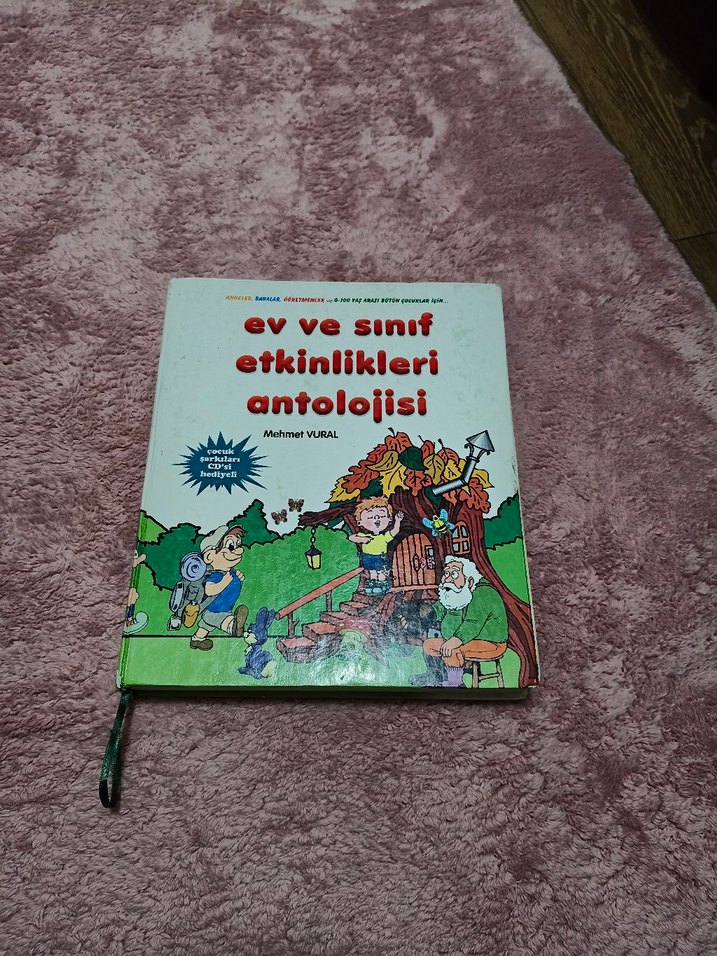 ANNELER, BABALAR, ÖĞRETMENLER ve 0-100 YAŞ ARASI BÜTÜN ÇOCUKLAR İÇİN...
ev ve sınıf
etkinlikleri
antolojisi
Mehmet VURAL
çocuk
şarkıları
CD'si
hediyeli